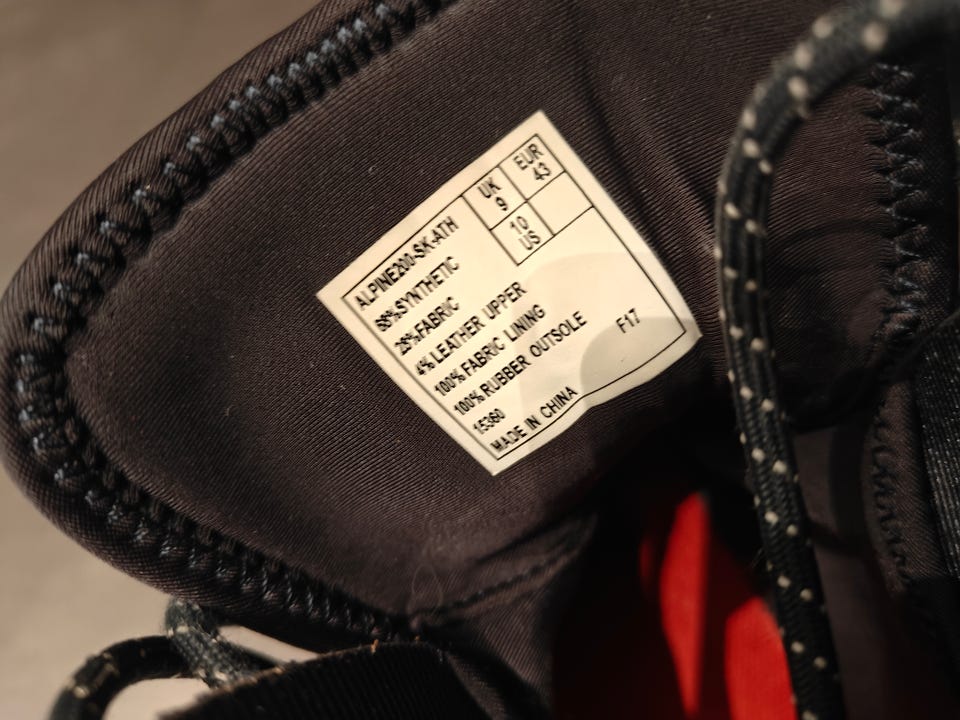 ALPINE200-SK-ATH
UK 9
EUR 43
10 US
68%SYNTHETIC
28%FABRIC
4% LEATHER UPPER
100% FABRIC LINING
100% RUBBER OUTSOLE
15360
F17
MADE IN CHINA